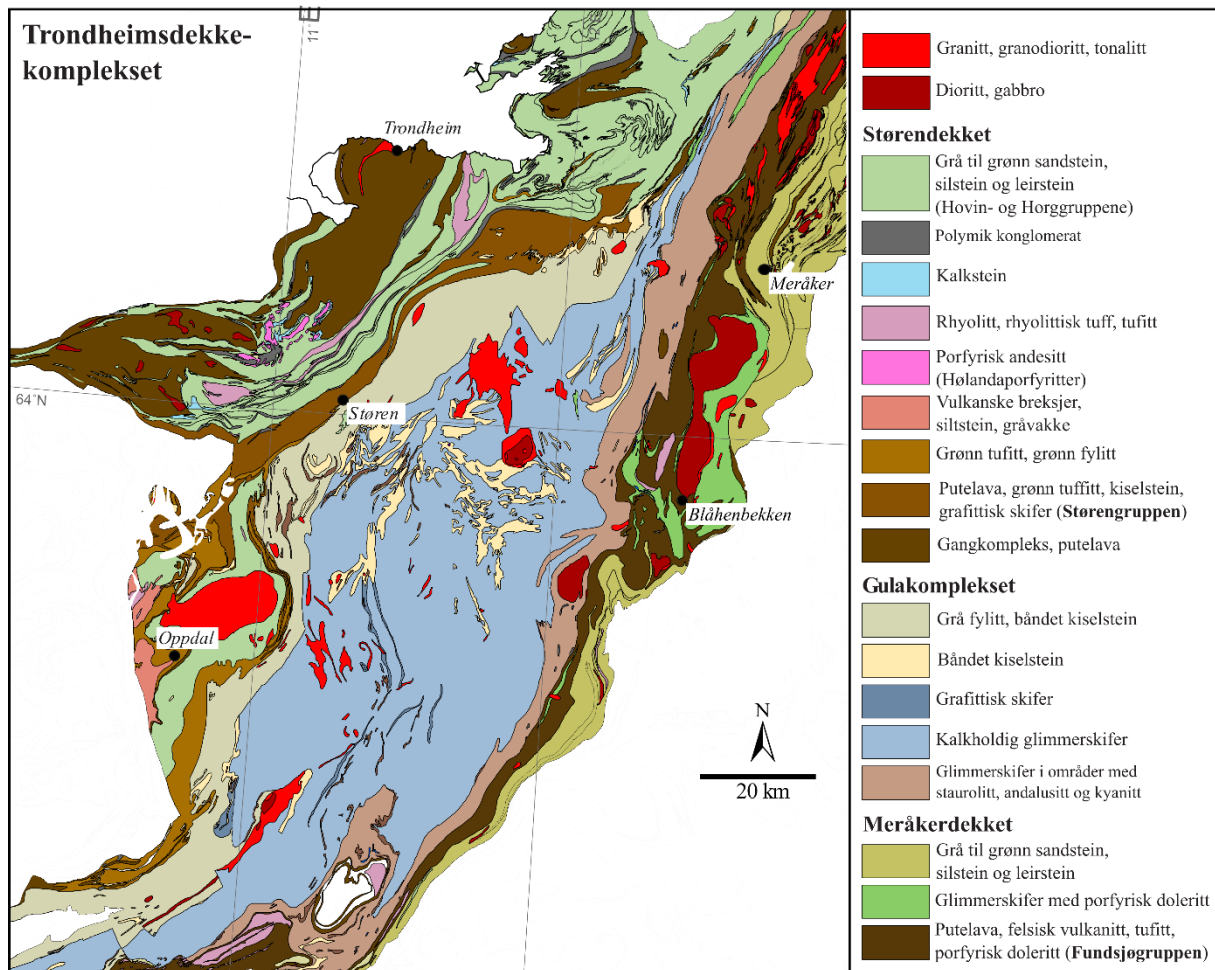 Trondheimsdekke-
komplekset
11°E
Trondheim
Meråker
64°N
Støren
Blåhenbekken
Oppdal
N
20 km
Granitt, granodioritt, tonalitt
Dioritt, gabbro
Størendekket
Grå til grønn sandstein,
silstein og leirstein
(Hovin- og Horggruppene)
Polymik konglomerat
Kalkstein
Rhyolitt, rhyolittisk tuff, tufitt
Porfyrisk andesitt
(Hølandaporfyritter)
Vulkanske breksjer,
siltstein, gråvakke
Grønn tufitt, grønn fylitt
Putelava, grønn tuffitt, kiselstein,
grafittisk skifer (Størengruppen)
Gangkompleks, putelava
Gulakomplekset
Grå fylitt, båndet kiselstein
Båndet kiselstein
Grafittisk skifer
Kalkholdig glimmerskifer
Glimmerskifer i områder med
staurolitt, andalusitt og kyanitt
Meråkerdekket
Grå til grønn sandstein,
silstein og leirstein
Glimmerskifer med porfyrisk doleritt
Putelava, felsisk vulkanitt, tufitt,
porfyrisk doleritt (Fundsjøgruppen)